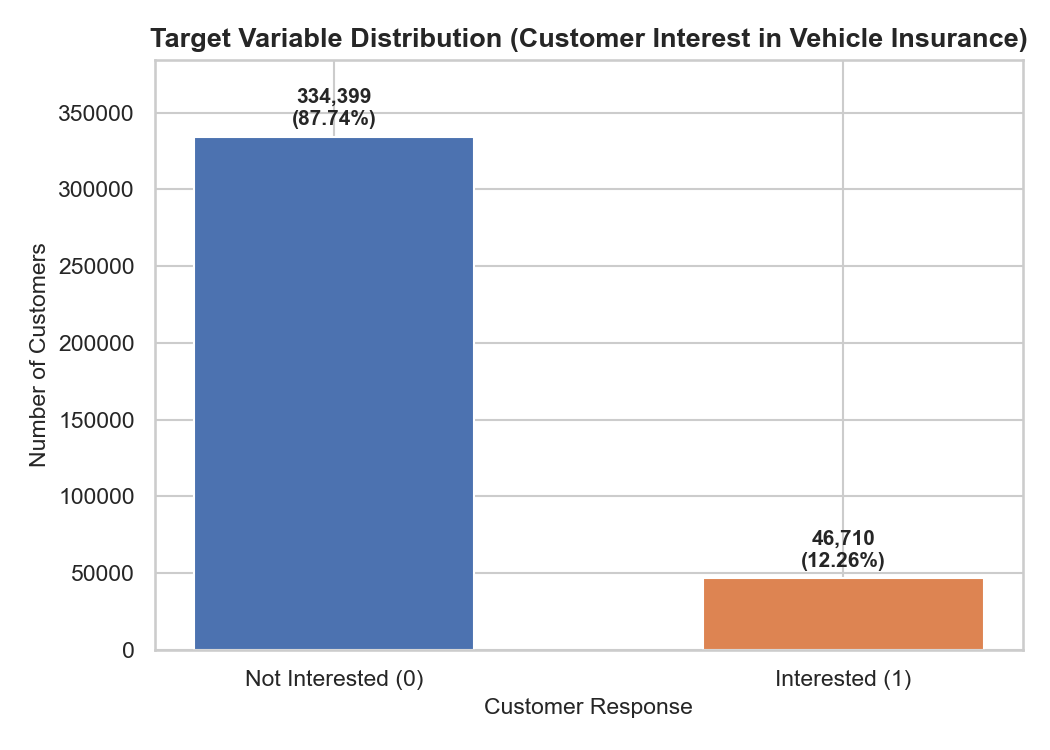 Target Variable Distribution (Customer Interest in Vehicle Insurance)
334,399
(87.74%)
46,710
(12.26%)
350000
300000
250000
200000
150000
100000
50000
0
Number of Customers
Not Interested (0)
Interested (1)
Customer Response